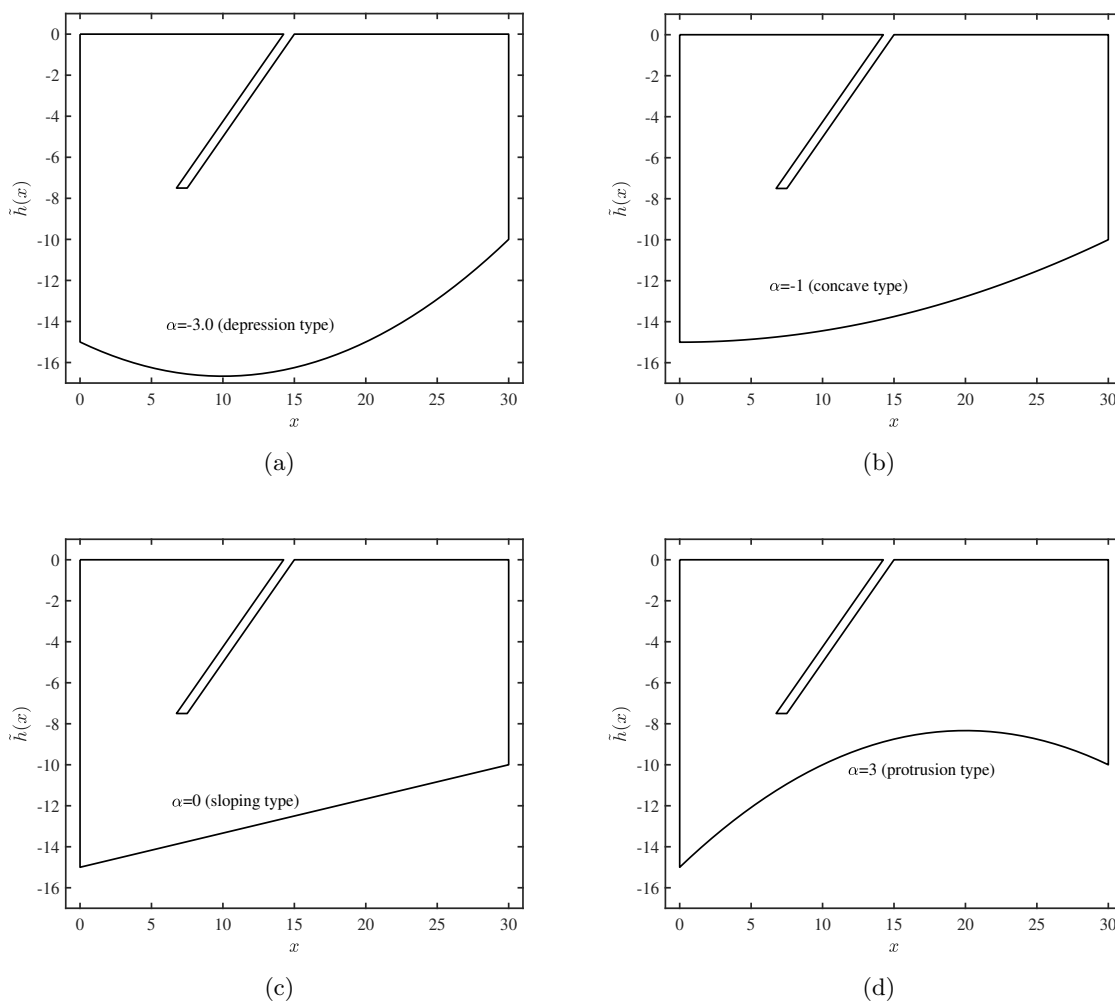 0
-2
-4
-6
-8
-10
-12
-14
-16
h̃(x)
α=-3.0 (depression type)
0 5 10 15 20 25 30
x
(a)
0
-2
-4
-6
-8
-10
-12
-14
-16
h̃(x)
α=-1 (concave type)
0 5 10 15 20 25 30
x
(b)
0
-2
-4
-6
-8
-10
-12
-14
-16
h̃(x)
α=0 (sloping type)
0 5 10 15 20 25 30
x
(c)
0
-2
-4
-6
-8
-10
-12
-14
-16
h̃(x)
α=3 (protrusion type)
0 5 10 15 20 25 30
x
(d)